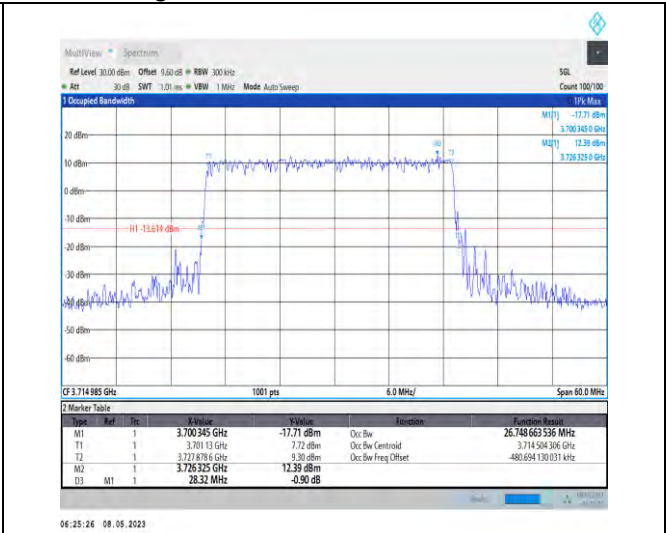 MultiView Spectrum
Ref Level 30.00 dBm Offset 9.60 dB RBW 300 kHz SGL
Att 30 dB SWT 1.01 ms VBW 1 MHz Mode Auto Sweep Count 100/100
1 Occupied Bandwidth 1Pk Max
M1[1] -17.71 dBm
3.700 345 0 GHz
20 dBm M2[1] 12.39 dBm
3.726 325 0 GHz
10 dBm
0 dBm
-10 dBm
H1 -13.614 dBm
-20 dBm
-30 dBm
-40 dBm
-50 dBm
-60 dBm
CF 3.714 985 GHz 1001 pts 6.0 MHz/ Span 60.0 MHz
2 Marker Table
Type Ref Trc X-Value Y-Value Function Function Result
M1 1 3.700 345 GHz -17.71 dBm Occ Bw 26.748 663 536 MHz
T1 1 3.701 13 GHz 7.72 dBm Occ Bw Centroid 3.714 504 306 GHz
T2 1 3.727 878 6 GHz 9.30 dBm Occ Bw Freq Offset -480.694 130 031 kHz
M2 1 3.726 325 GHz 12.39 dBm
D3 M1 1 28.32 MHz -0.90 dB
06:25:26 08.05.2023